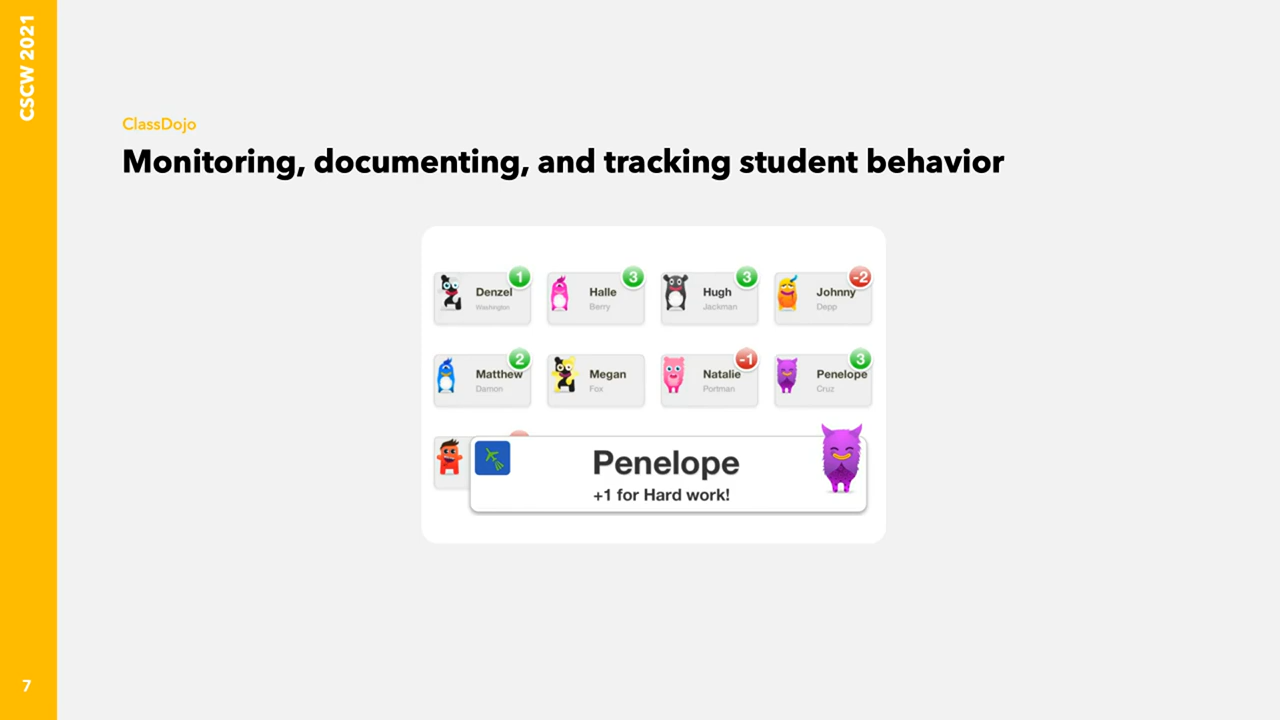 CSCW 2021
ClassDojo
Monitoring, documenting, and tracking student behavior
1
3
3
-2
Denzel
Halle
Hugh
Johnny
Washington
Berry
Jackman
Depp
2
-1
3
Matthew
Megan
Natalie
Penelope
Damon
Fox
Portman
Cruz
Penelope
+1 for Hard work!
7